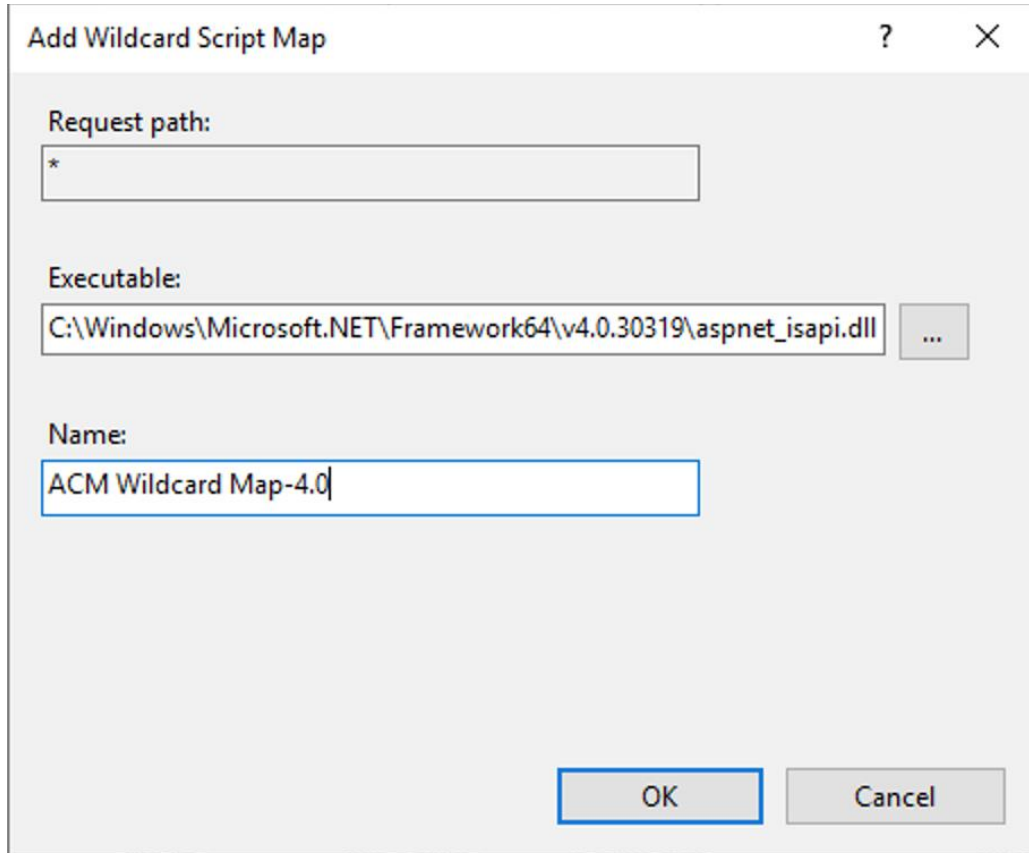 Add Wildcard Script Map
?
Request path:
*
Executable:
C:\Windows\Microsoft.NET\Framework64\v4.0.30319\aspnet_isapi.dll
...
Name:
ACM Wildcard Map-4.0
OK
Cancel